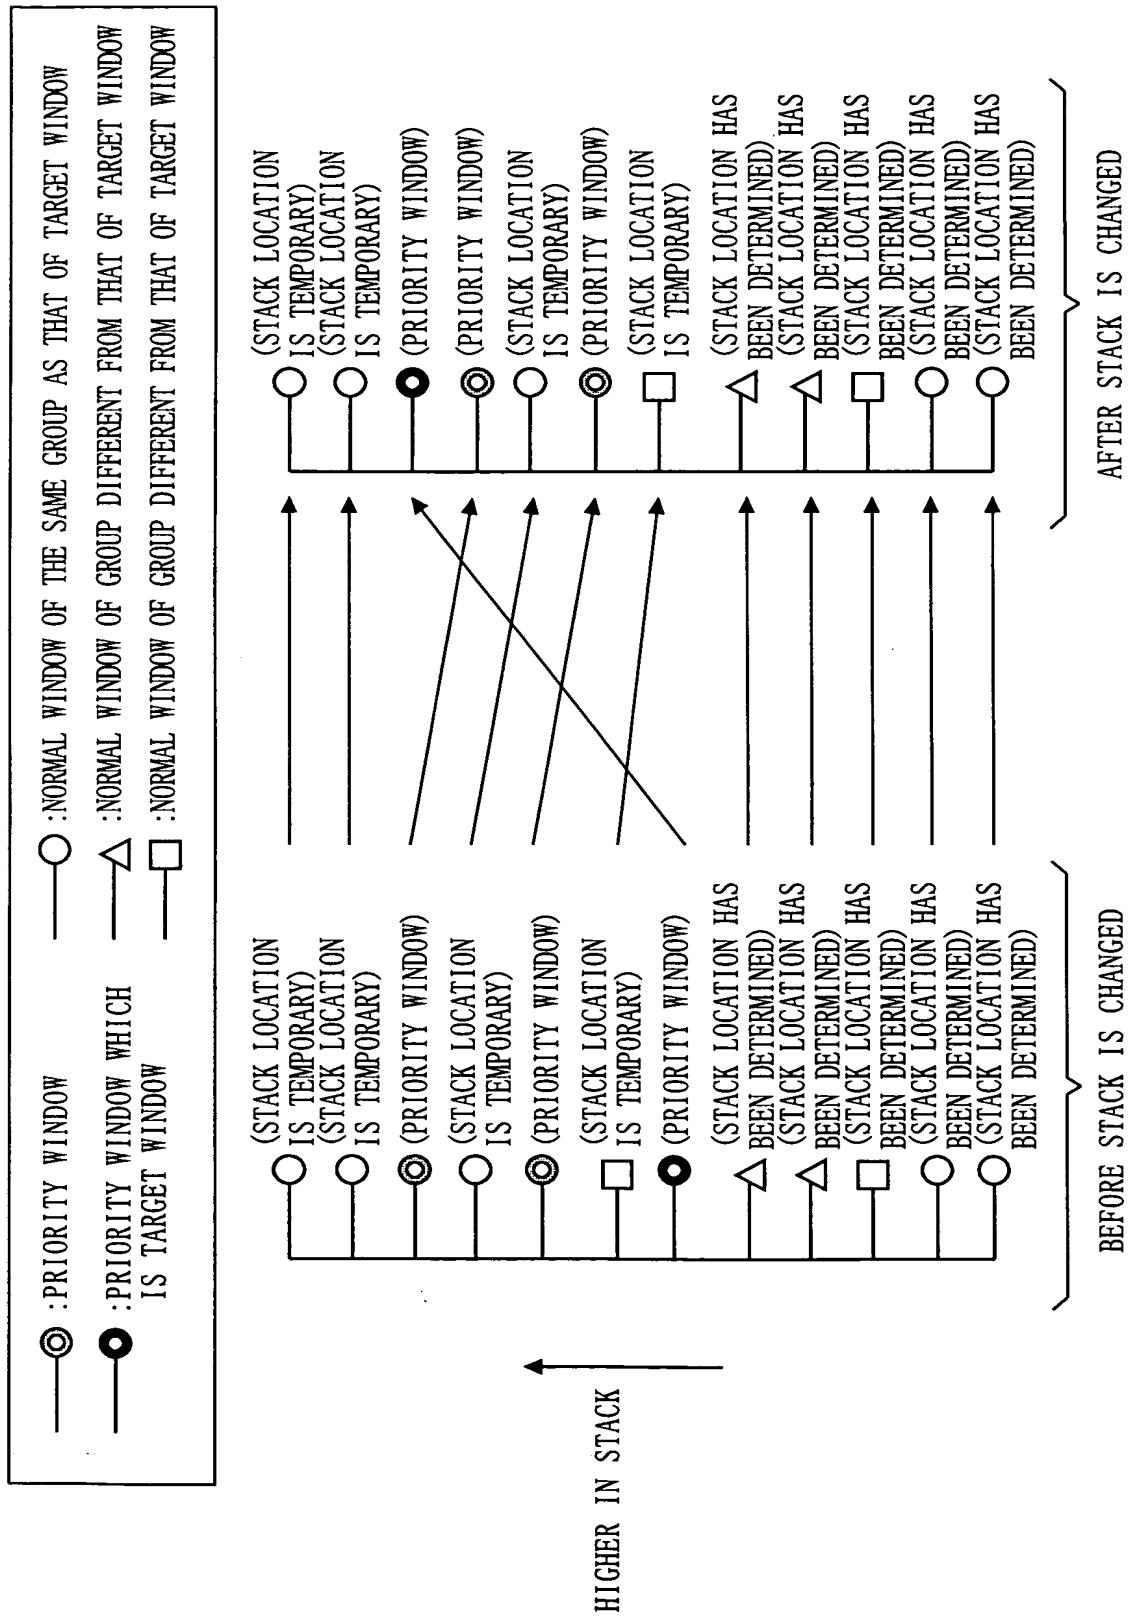 :PRIORITY WINDOW
:PRIORITY WINDOW WHICH
IS TARGET WINDOW
:NORMAL WINDOW OF THE SAME GROUP AS THAT OF TARGET WINDOW
:NORMAL WINDOW OF GROUP DIFFERENT FROM THAT OF TARGET WINDOW
:NORMAL WINDOW OF GROUP DIFFERENT FROM THAT OF TARGET WINDOW
HIGHER IN STACK
(STACK LOCATION
IS TEMPORARY)
(STACK LOCATION
IS TEMPORARY)
(PRIORITY WINDOW)
(STACK LOCATION
IS TEMPORARY)
(PRIORITY WINDOW)
(STACK LOCATION
IS TEMPORARY)
(PRIORITY WINDOW)
(STACK LOCATION HAS
BEEN DETERMINED)
(STACK LOCATION HAS
BEEN DETERMINED)
(STACK LOCATION HAS
BEEN DETERMINED)
(STACK LOCATION HAS
BEEN DETERMINED)
(STACK LOCATION HAS
BEEN DETERMINED)
BEFORE STACK IS CHANGED
(STACK LOCATION
IS TEMPORARY)
(STACK LOCATION
IS TEMPORARY)
(PRIORITY WINDOW)
(PRIORITY WINDOW)
(STACK LOCATION
IS TEMPORARY)
(PRIORITY WINDOW)
(STACK LOCATION
IS TEMPORARY)
(STACK LOCATION HAS
BEEN DETERMINED)
(STACK LOCATION HAS
BEEN DETERMINED)
(STACK LOCATION HAS
BEEN DETERMINED)
(STACK LOCATION HAS
BEEN DETERMINED)
(STACK LOCATION HAS
BEEN DETERMINED)
AFTER STACK IS CHANGED